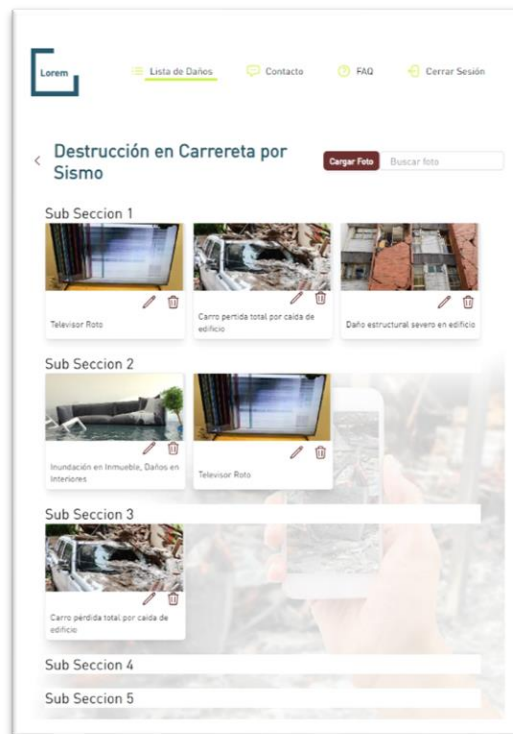 Lorem
Lista de Daños
Contacto
FAQ
Cerrar Sesión
Destrucción en Carrereta por
Sismo
Cargar Foto
Buscar foto
Sub Seccion 1
Televisor Roto
Carro pertida total por caída de
edificio
Daño estructural severo en edificio
Sub Seccion 2
Inundación en Inmueble, Daños en
Interiores
Televisor Roto
Sub Seccion 3
Carro pérdida total por caida de
edificio
Sub Seccion 4
Sub Seccion 5